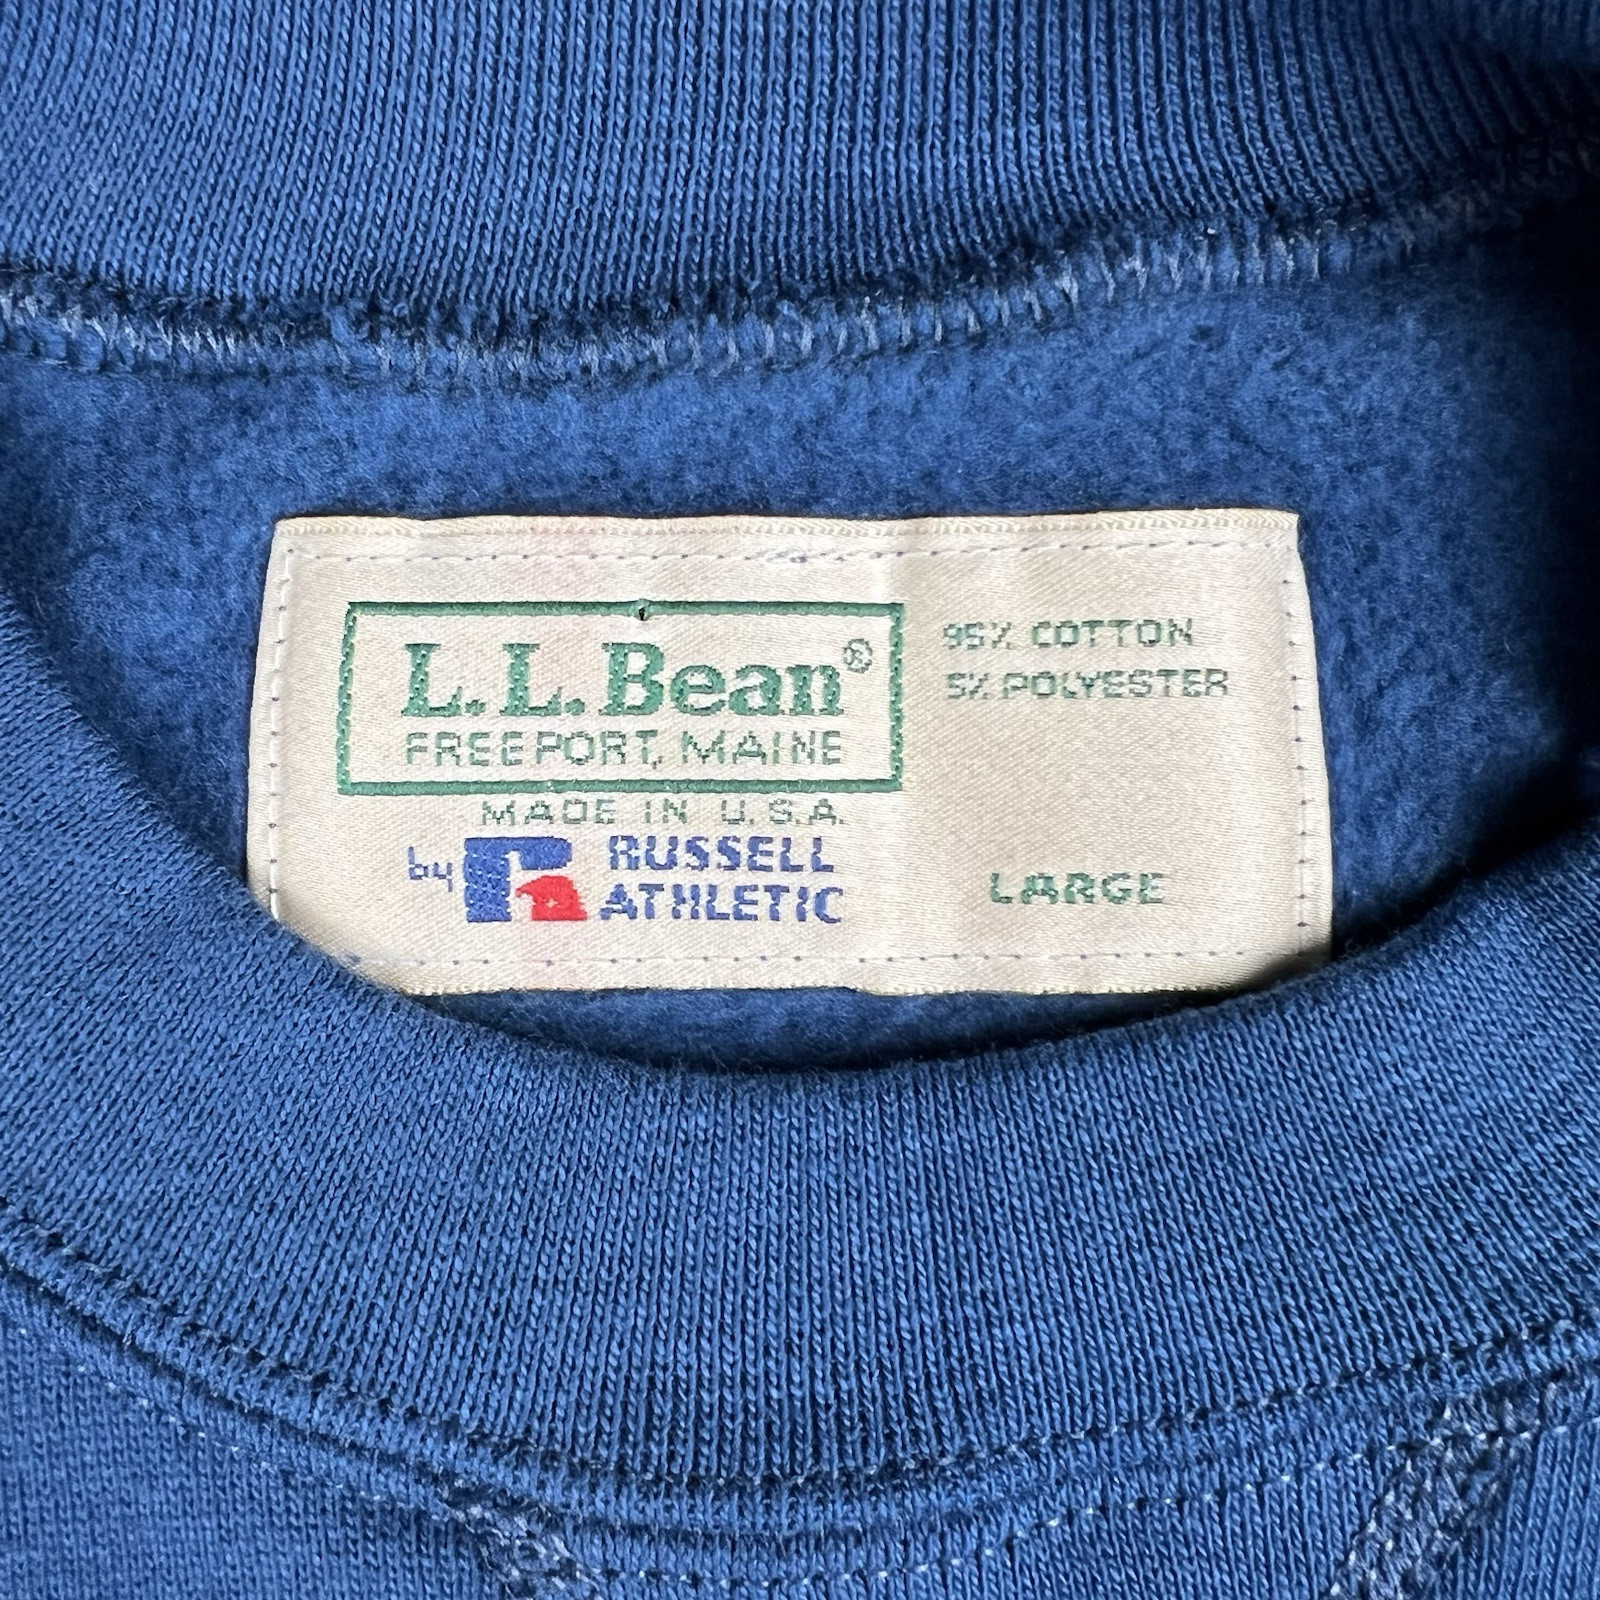 L.L.Bean®
FREEPORT, MAINE
MADE IN U.S.A.
by RUSSELL
ATHLETIC
95% COTTON
5% POLYESTER
LARGE